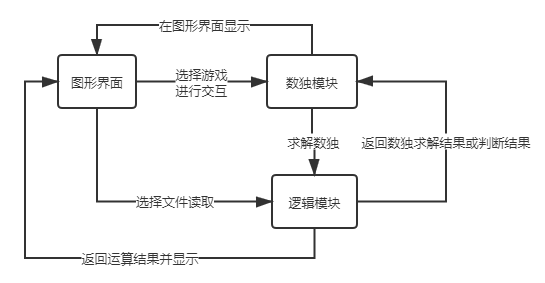 在图形界面显示
图形界面
选择游戏
进行交互
数独模块
求解数独
返回数独求解结果或判断结果
选择文件读取
逻辑模块
返回运算结果并显示